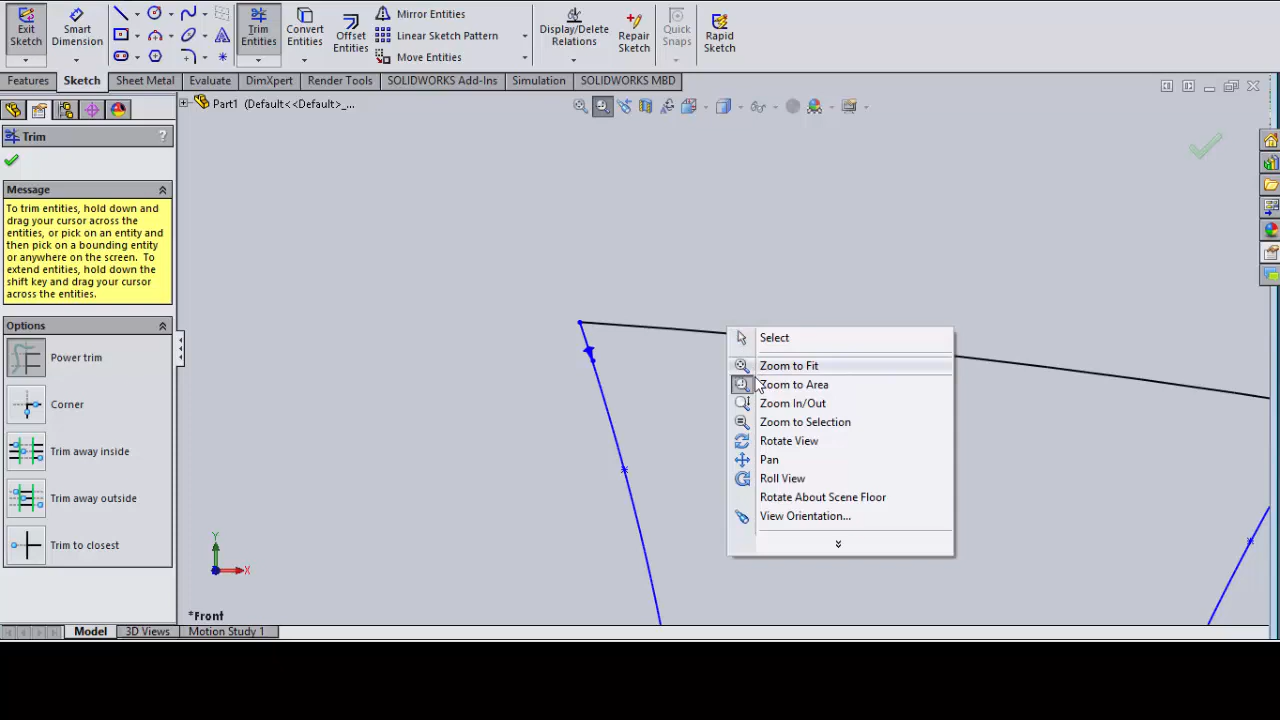 Exit
Sketch
Smart
Dimension
Trim
Entities
Convert
Entities
Offset
Entities
Mirror Entities
Linear Sketch Pattern
Move Entities
Display/Delete
Relations
Repair
Sketch
Quick
Snaps
Rapid
Sketch
Features
Sketch
Sheet Metal
Evaluate
DimXpert
Render Tools
SOLIDWORKS Add-Ins
Simulation
SOLIDWORKS MBD
Part1 (Default<<Default>_...
Trim
?
Message
To trim entities, hold down and
drag your cursor across the
entities, or pick on an entity and
then pick on a bounding entity
or anywhere on the screen. To
extend entities, hold down the
shift key and drag your cursor
across the entities.
Options
Power trim
Corner
Trim away inside
Trim away outside
Trim to closest
Select
Zoom to Fit
Zoom to Area
Zoom In/Out
Zoom to Selection
Rotate View
Pan
Roll View
Rotate About Scene Floor
View Orientation...
Y
X
*Front
Model
3D Views
Motion Study 1